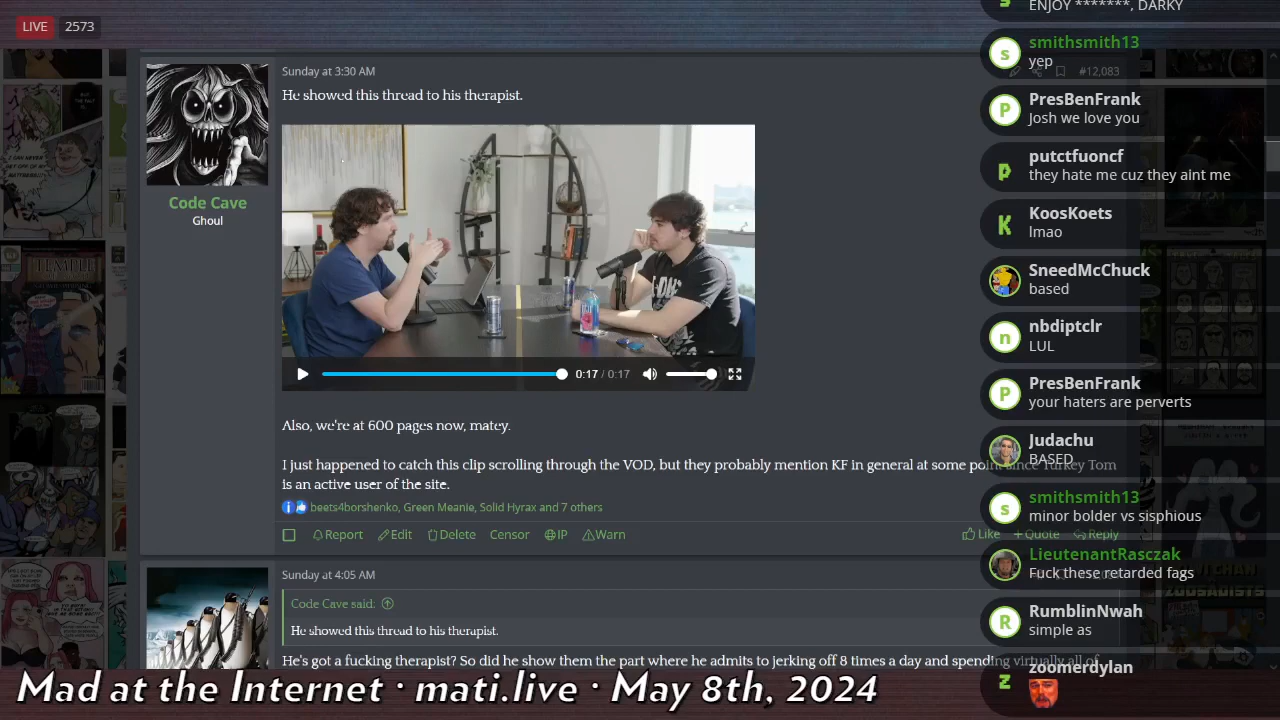 LIVE 2573
Sunday at 3:30 AM
#12,083
He showed this thread to his therapist.
Code Cave
Ghoul
0:17 / 0:17
Also, we're at 600 pages now, matey.
I just happened to catch this clip scrolling through the VOD, but they probably mention KF in general at some point since Turkey Tom
is an active user of the site.
beets4borshenko, Green Meanie, Solid Hyrax and 7 others
Report Edit Delete Censor IP Warn
Like + Quote Reply
Sunday at 4:05 AM
Code Cave said:
He showed this thread to his therapist.
He's got a fucking therapist? So did he show them the part where he admits to jerking off 8 times a day and spending virtually all of
ENJOY *******, DARKY
smithsmith13
yep
PresBenFrank
Josh we love you
putctfuoncf
they hate me cuz they aint me
KoosKoets
lmao
SneedMcChuck
based
nbdiptclr
LUL
PresBenFrank
your haters are perverts
Judachu
BASED
smithsmith13
minor bolder vs sisphious
LieutenantRasczak
Fuck these retarded fags
RumblinNwah
simple as
zoomerdylan
Mad at the Internet · mati.live · May 8th, 2024